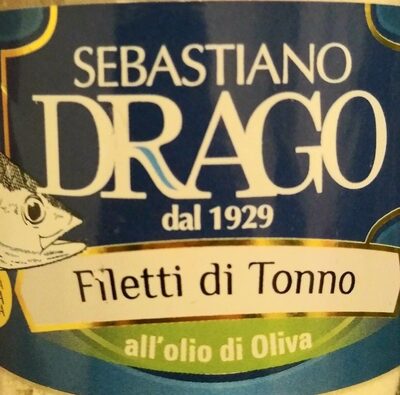 SEBASTIANO
DRAGO
dal 1929
Filetti di Tonno
all'olio di Oliva